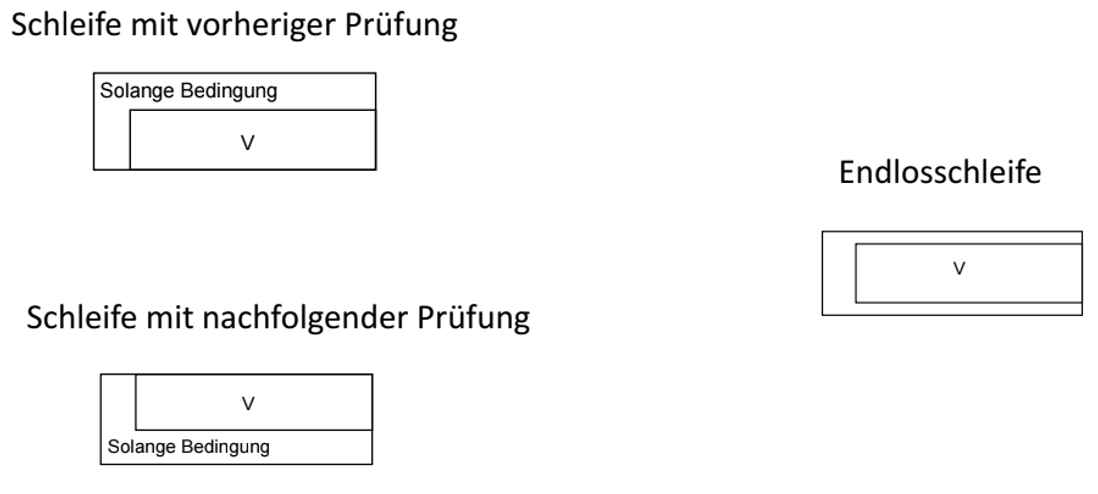 Schleife mit vorheriger Prüfung
Solange Bedingung
V
Endlosschleife
V
Schleife mit nachfolgender Prüfung
V
Solange Bedingung